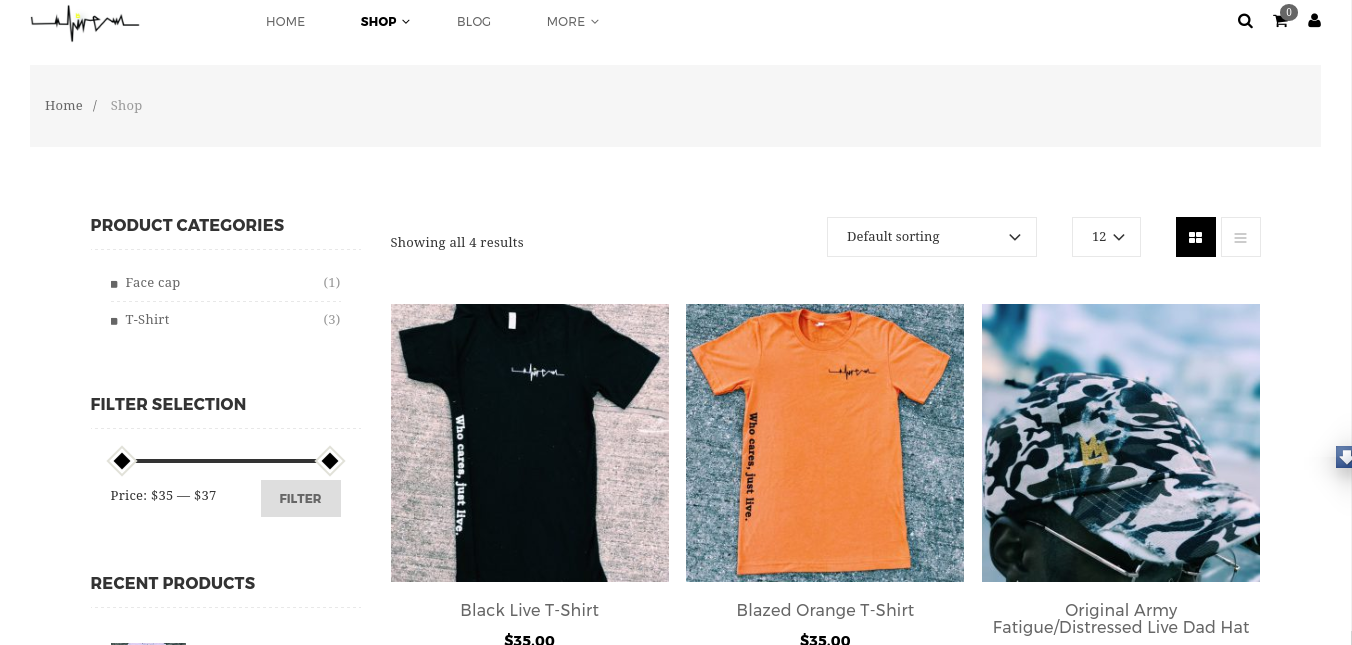 HOME
SHOP
BLOG
MORE
0
Home / Shop
PRODUCT CATEGORIES
Face cap (1)
T-Shirt (3)
FILTER SELECTION
Price: $35 — $37
FILTER
RECENT PRODUCTS
Showing all 4 results
Default sorting
12
Who cares, just live.
Who cares, just live.
Black Live T-Shirt
$35.00
Blazed Orange T-Shirt
$35.00
Original Army
Fatigue/Distressed Live Dad Hat